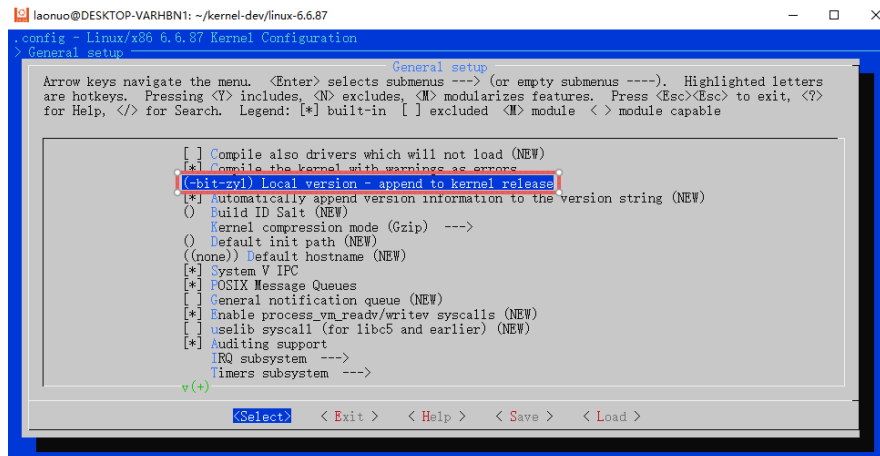 laonuo@DESKTOP-VARHBN1: ~/kernel-dev/linux-6.6.87
.config - Linux/x86 6.6.87 Kernel Configuration
> General setup
General setup
Arrow keys navigate the menu. <Enter> selects submenus ---> (or empty submenus ----). Highlighted letters
are hotkeys. Pressing <Y> includes, <N> excludes, <M> modularizes features. Press <Esc><Esc> to exit, <?>
for Help, </> for Search. Legend: [*] built-in [ ] excluded <M> module < > module capable
[ ] Compile also drivers which will not load (NEW)
[*] Compile the kernel with warnings as errors
(-bit-zyl) Local version - append to kernel release
[*] Automatically append version information to the version string (NEW)
() Build ID Salt (NEW)
Kernel compression mode (Gzip) --->
() Default init path (NEW)
((none)) Default hostname (NEW)
[*] System V IPC
[*] POSIX Message Queues
[ ] General notification queue (NEW)
[*] Enable process_vm_readv/writev syscalls (NEW)
[ ] uselib syscall (for libc5 and earlier) (NEW)
[*] Auditing support
IRQ subsystem --->
Timers subsystem --->
v(+)
<Select> < Exit > < Help > < Save > < Load >